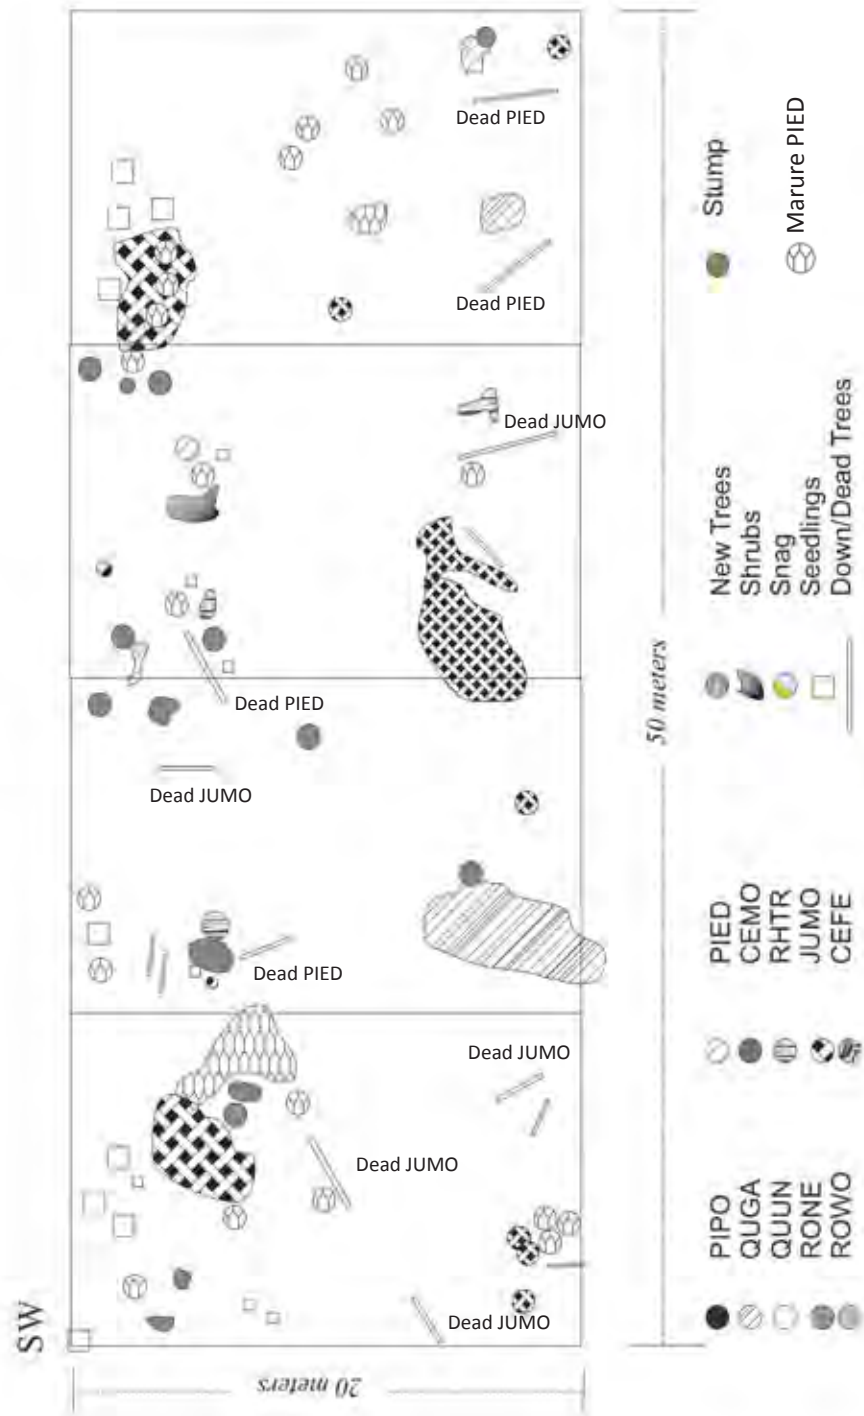 SW
Dead PIED
Dead PIED
Dead JUMO
Dead PIED
Dead JUMO
Dead PIED
Dead JUMO
Dead JUMO
Dead JUMO
20 meters
50 meters
PIPO
QUGA
QUUN
RONE
ROWO
PIED
CEMO
RHTR
JUMO
CEFE
New Trees
Shrubs
Snag
Seedlings
Down/Dead Trees
Stump
Marure PIED